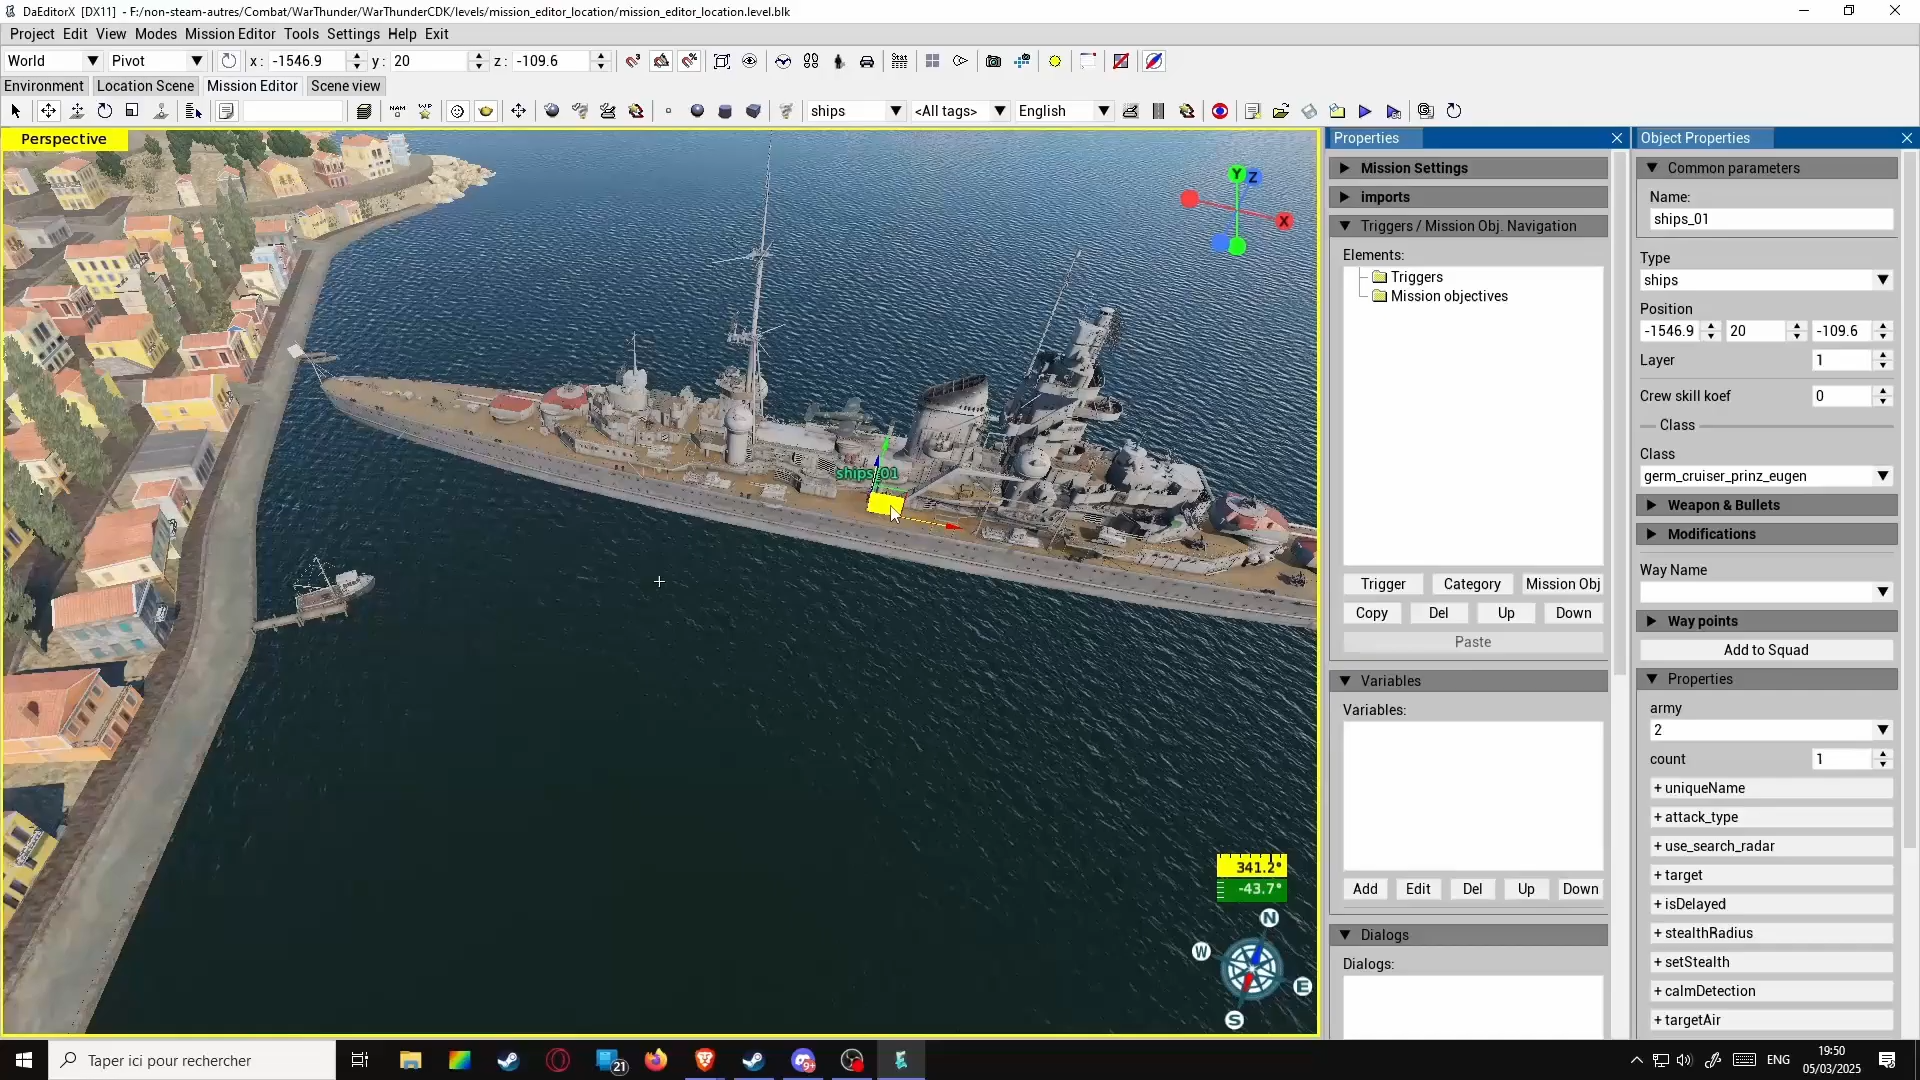 DaEditorX [DX11] - F:/non-steam-autres/Combat/WarThunder/WarThunderCDK/levels/mission_editor_location/mission_editor_location.level.blk
Project Edit View Modes Mission Editor Tools Settings Help Exit
World Pivot x : -1546.9 y : 20 z : -109.6
Environment Location Scene Mission Editor Scene view
ships <All tags> English
Perspective
Y Z
X
ships_01
341.2°
-43.7°
N
W
E
S
Properties
Mission Settings
imports
Triggers / Mission Obj. Navigation
Elements:
Triggers
Mission objectives
Trigger Category Mission Obj
Copy Del Up Down
Paste
Variables
Variables:
Add Edit Del Up Down
Dialogs
Dialogs:
Object Properties
Common parameters
Name:
ships_01
Type
ships
Position
-1546.9 20 -109.6
Layer 1
Crew skill koef 0
Class
Class
germ_cruiser_prinz_eugen
Weapon & Bullets
Modifications
Way Name
Way points
Add to Squad
Properties
army
2
count 1
+ uniqueName
+ attack_type
+ use_search_radar
+ target
+ isDelayed
+ stealthRadius
+ setStealth
+ calmDetection
+ targetAir
Taper ici pour rechercher
21
9+
ENG
19:50
05/03/2025